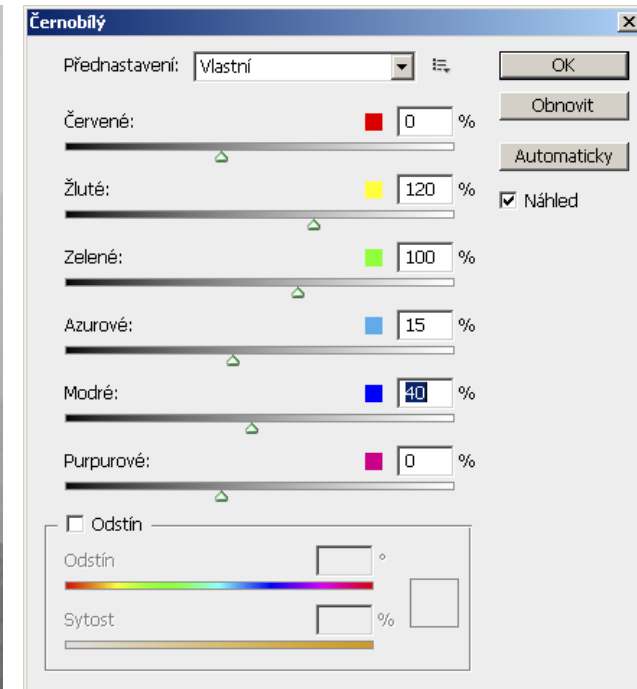 Černobílý
Přednastavení: Vlastní
OK
Obnovit
Automaticky
Náhled
Červené: 0 %
Žluté: 120 %
Zelené: 100 %
Azurové: 15 %
Modré: 40 %
Purpurové: 0 %
Odstín
Odstín °
Sytost %